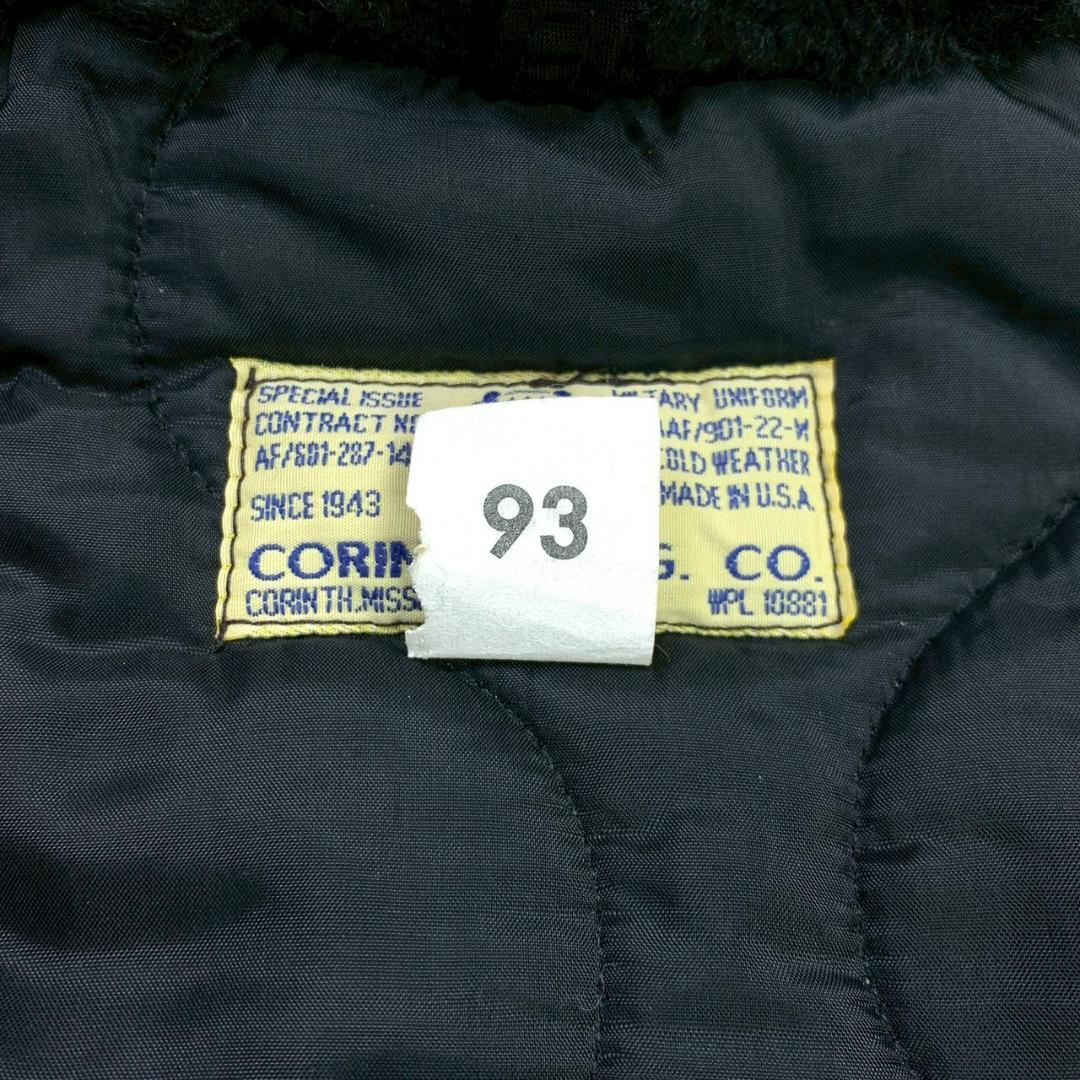 SPECIAL ISSUE
CONTRACT
AF/601-287-14
SINCE 1943
CORIN
CORINTH.MISS
93
MILITARY UNIFORM
AAF/901-22-W
COLD WEATHER
MADE IN U.S.A.
G. CO.
WPL 10881